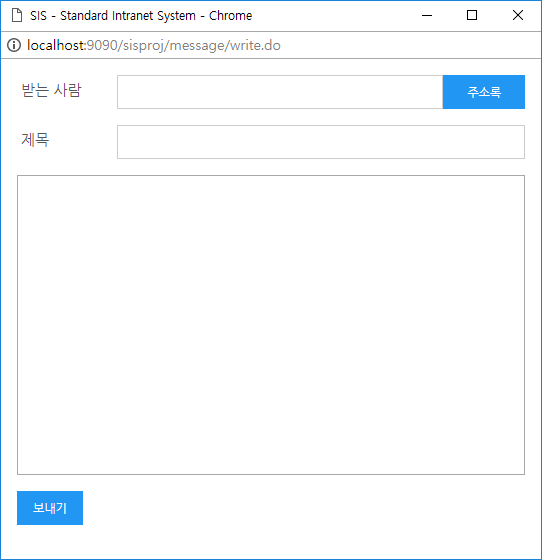 SIS - Standard Intranet System - Chrome
localhost:9090/sisproj/message/write.do
받는 사람
주소록
제목
보내기